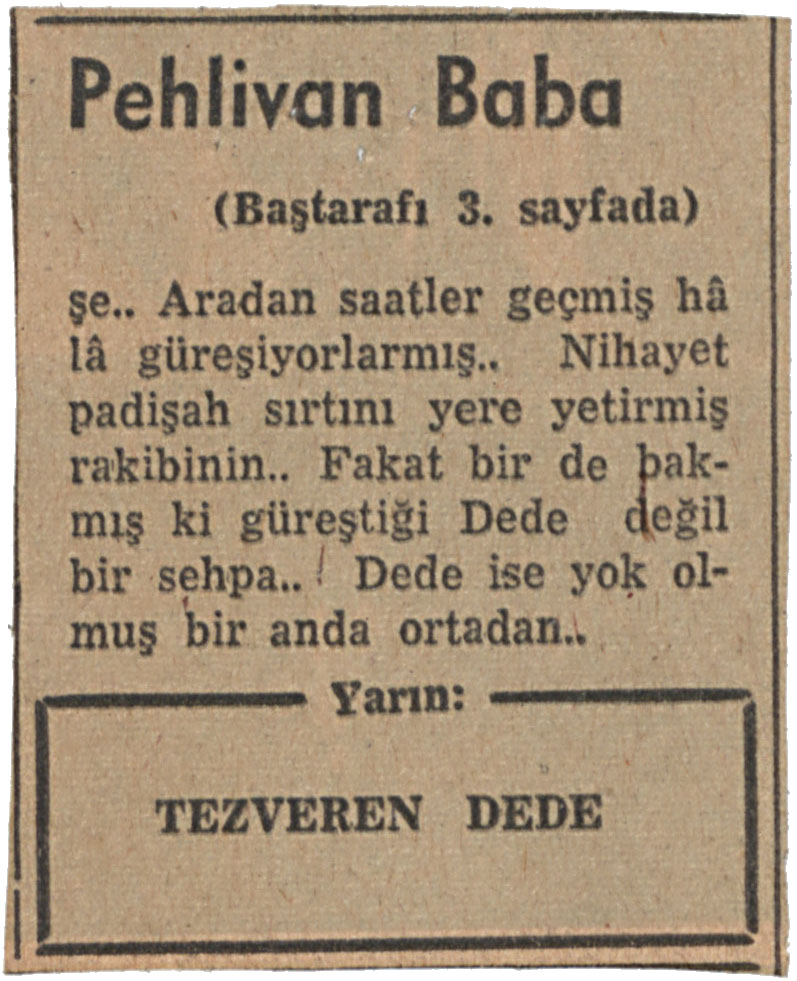 Pehlivan Baba
(Baştarafı 3. sayfada)
şe.. Aradan saatler geçmiş hâ
lâ güreşiyorlarmış.. Nihayet
padişah sırtını yere yetirmiş
rakibinin.. Fakat bir de bak-
mış ki güreştiği Dede değil
bir sehpa.. ! Dede ise yok ol-
muş bir anda ortadan..
Yarın:
TEZVEREN DEDE